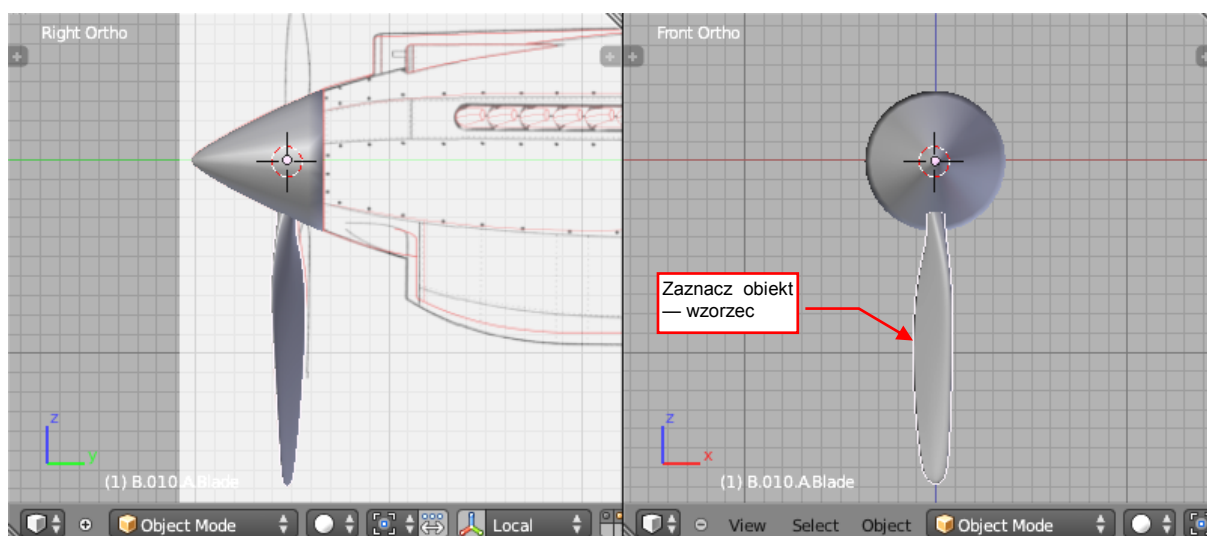 Right Ortho
Front Ortho
Zaznacz obiekt
— wzorzec
z
y
(1) B.010.A.Blade
z
x
(1) B.010.A.Blade
Object Mode
Local
View Select Object
Object Mode